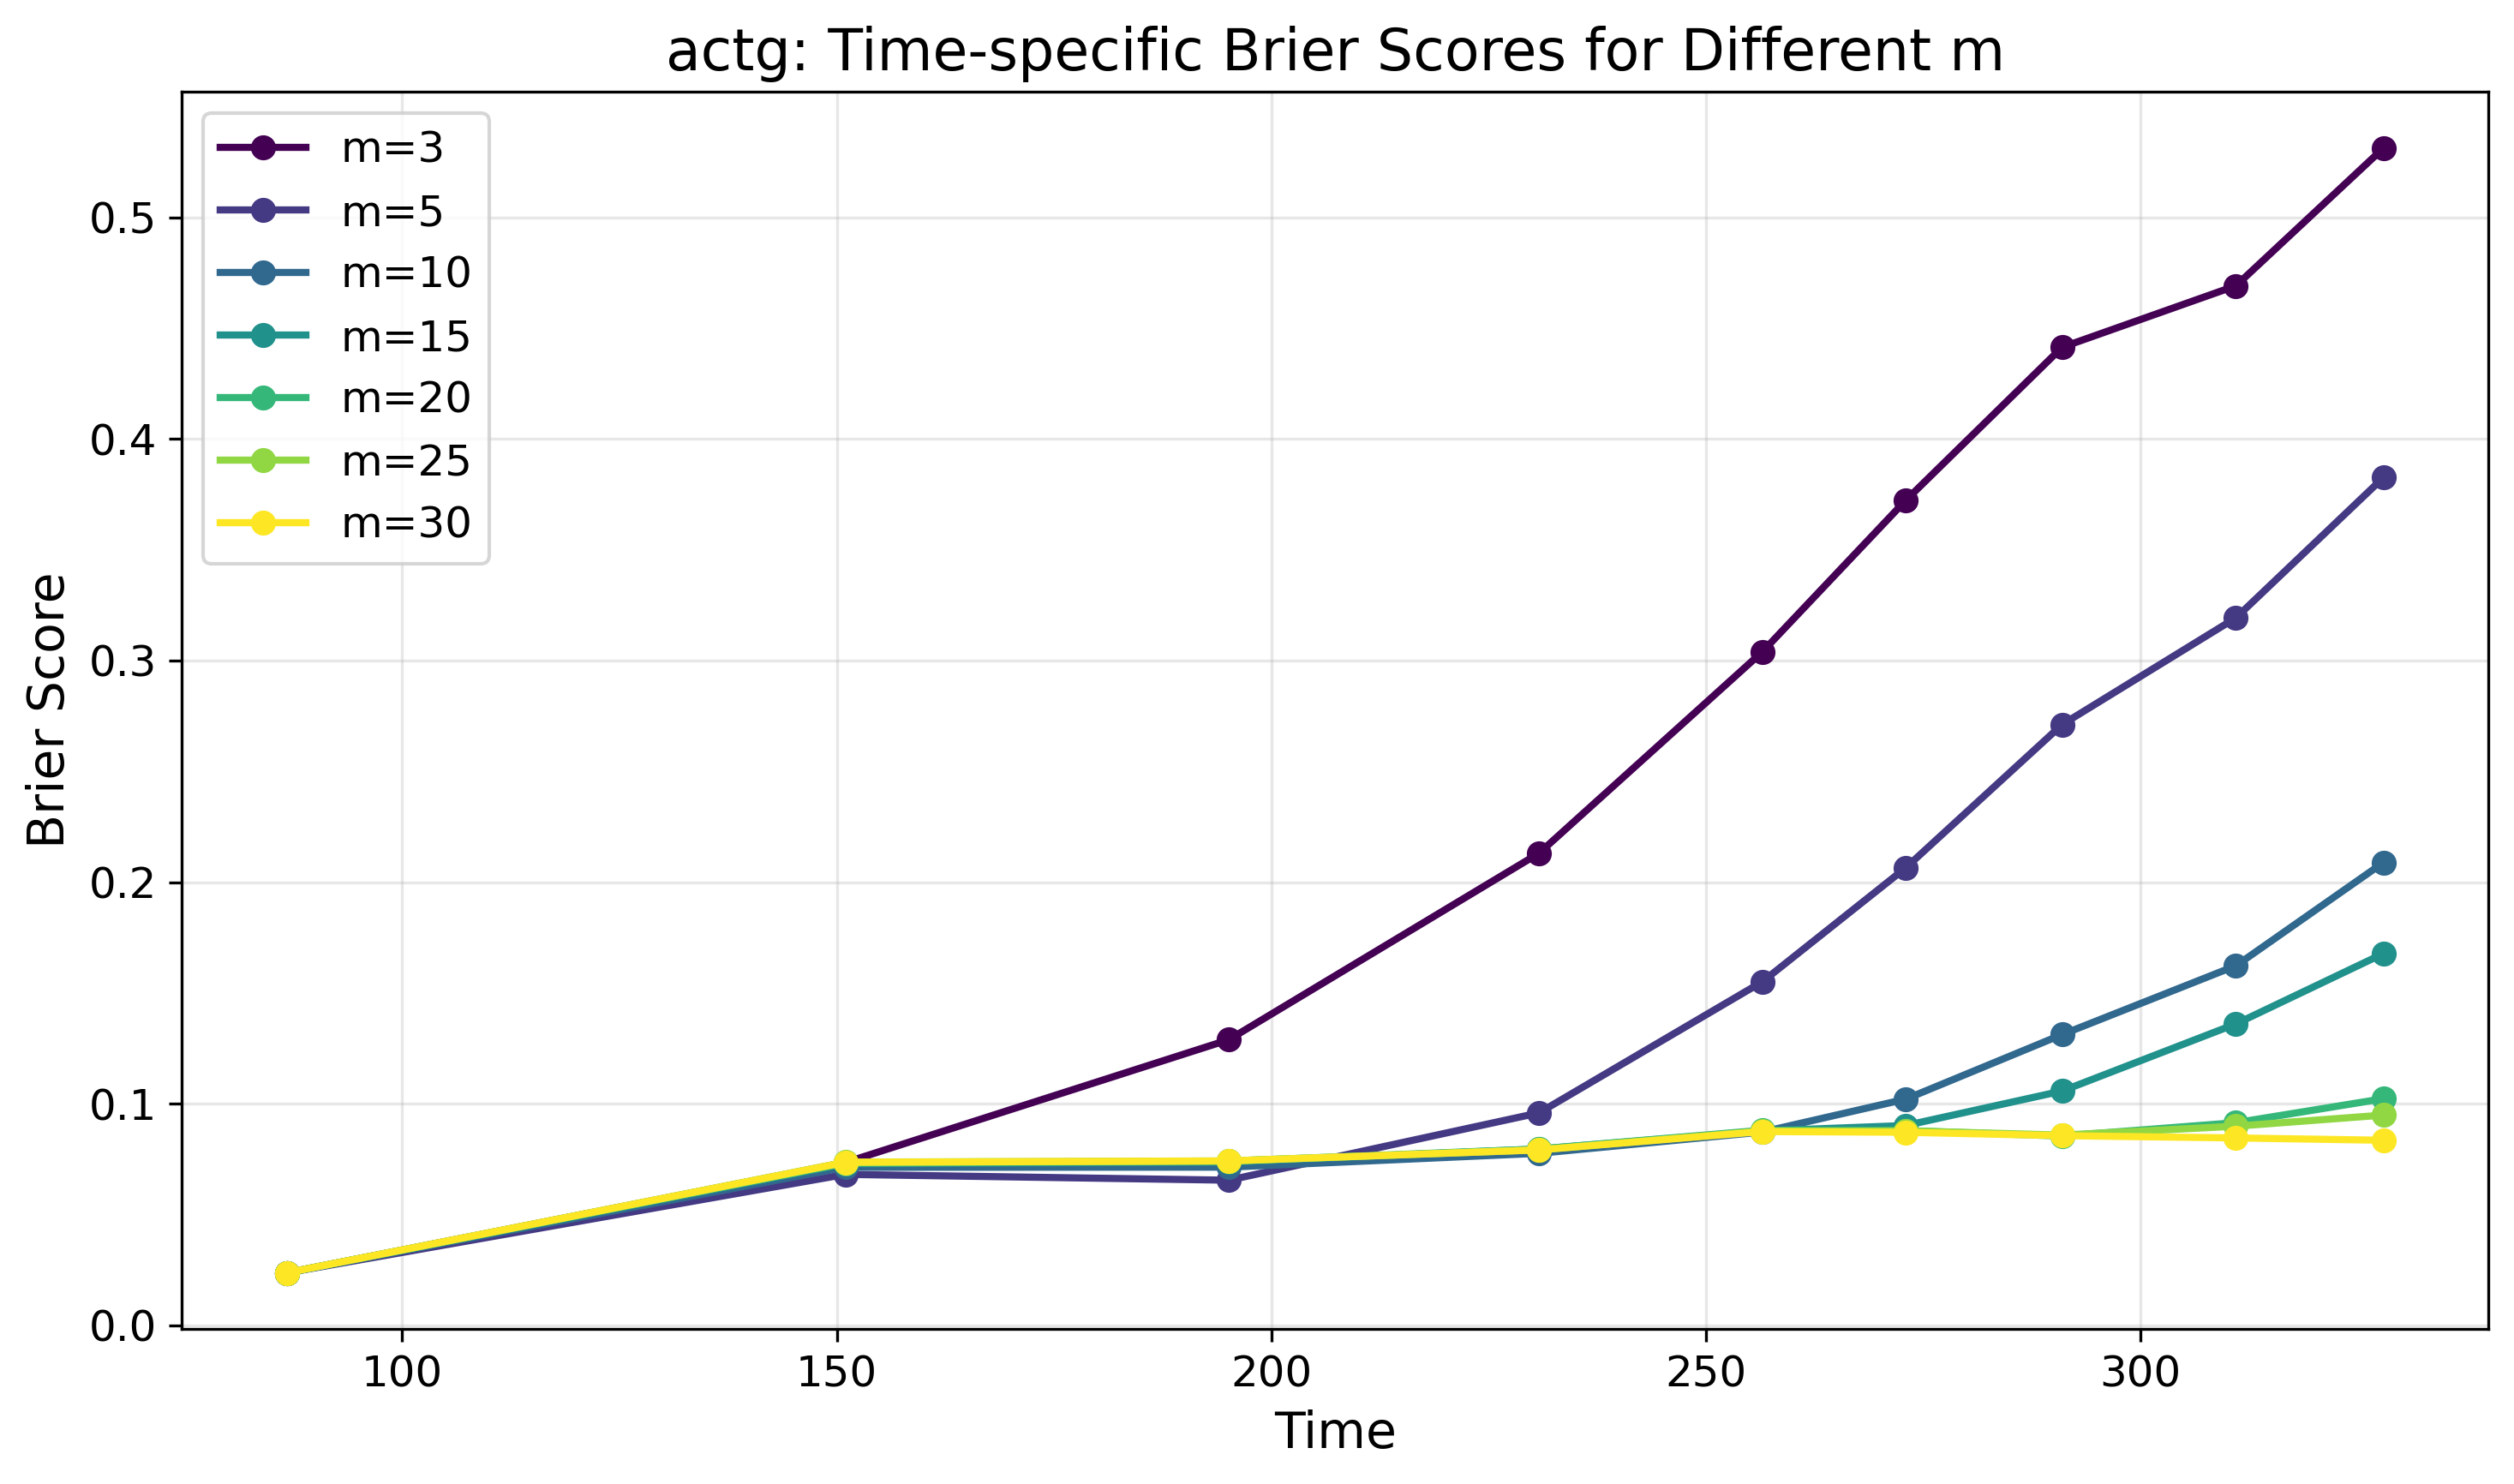 actg: Time-specific Brier Scores for Different m
m=3
m=5
m=10
m=15
m=20
m=25
m=30
Brier Score
0.5
0.4
0.3
0.2
0.1
0.0
100
150
200
250
300
Time